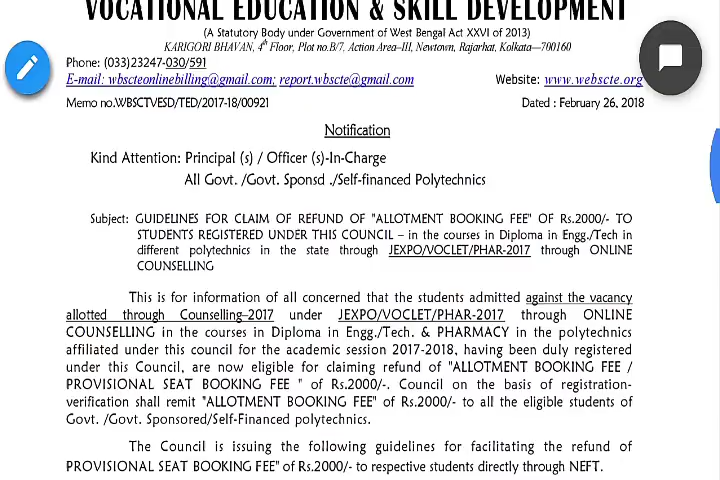 VOCATIONAL EDUCATION & SKILL DEVELOPMENT
(A Statutory Body under Government of West Bengal Act XXVI of 2013)
KARIGORI BHAVAN, 4th Floor, Plot no.B/7, Action Area–III, Newtown, Rajarhat, Kolkata—700160
Phone: (033)23247-030/591
E-mail: wbscteonlinebilling@gmail.com; report.wbscte@gmail.com Website: www.webscte.org
Memo no.WBSCTVESD/TED/2017-18/00921 Dated : February 26, 2018
Notification
Kind Attention: Principal (s) / Officer (s)-In-Charge
All Govt. /Govt. Sponsd ./Self-financed Polytechnics
Subject: GUIDELINES FOR CLAIM OF REFUND OF "ALLOTMENT BOOKING FEE" OF Rs.2000/- TO
STUDENTS REGISTERED UNDER THIS COUNCIL – in the courses in Diploma in Engg./Tech in
different polytechnics in the state through JEXPO/VOCLET/PHAR-2017 through ONLINE
COUNSELLING
This is for information of all concerned that the students admitted against the vacancy
allotted through Counselling–2017 under JEXPO/VOCLET/PHAR-2017 through ONLINE
COUNSELLING in the courses in Diploma in Engg./Tech. & PHARMACY in the polytechnics
affiliated under this council for the academic session 2017-2018, having been duly registered
under this Council, are now eligible for claiming refund of "ALLOTMENT BOOKING FEE /
PROVISIONAL SEAT BOOKING FEE " of Rs.2000/-. Council on the basis of registration-
verification shall remit "ALLOTMENT BOOKING FEE" of Rs.2000/- to all the eligible students of
Govt. /Govt. Sponsored/Self-Financed polytechnics.
The Council is issuing the following guidelines for facilitating the refund of
PROVISIONAL SEAT BOOKING FEE" of Rs.2000/- to respective students directly through NEFT.